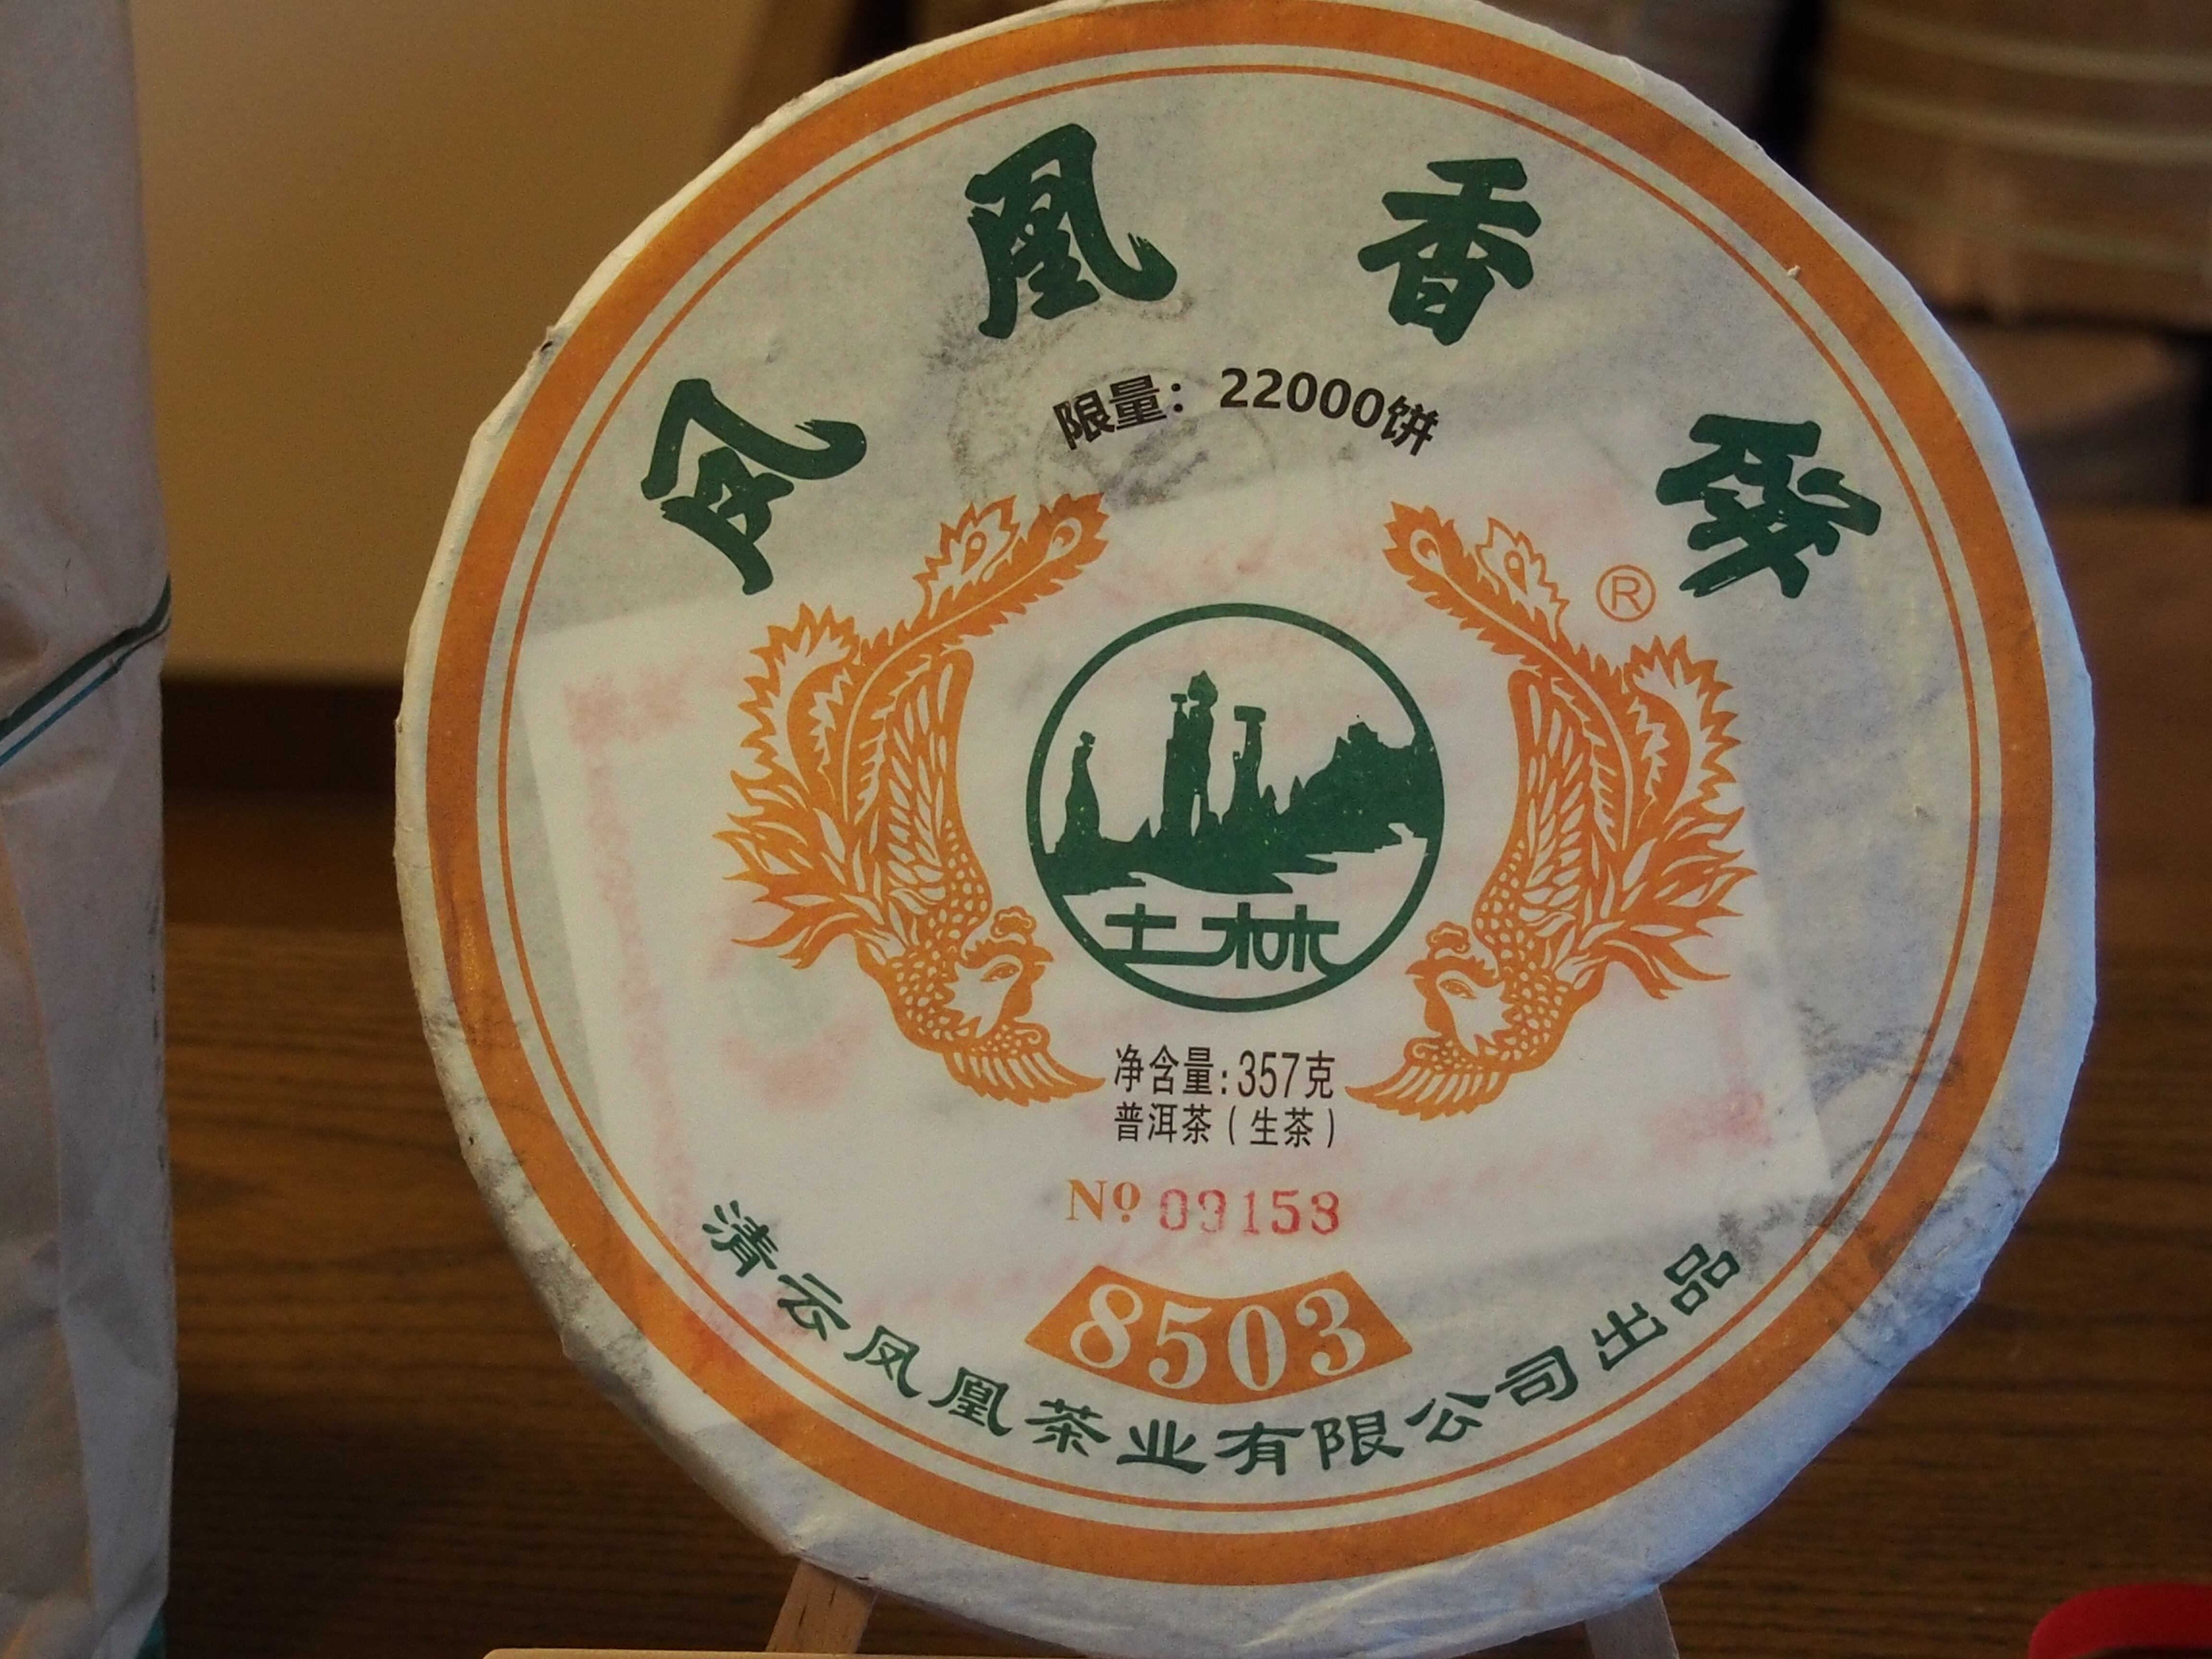 凤凰香發
限量：22000饼
®
土林
净含量:357克
普洱茶（生茶）
Nº 09153
8503
清云凤凰茶业有限公司出品